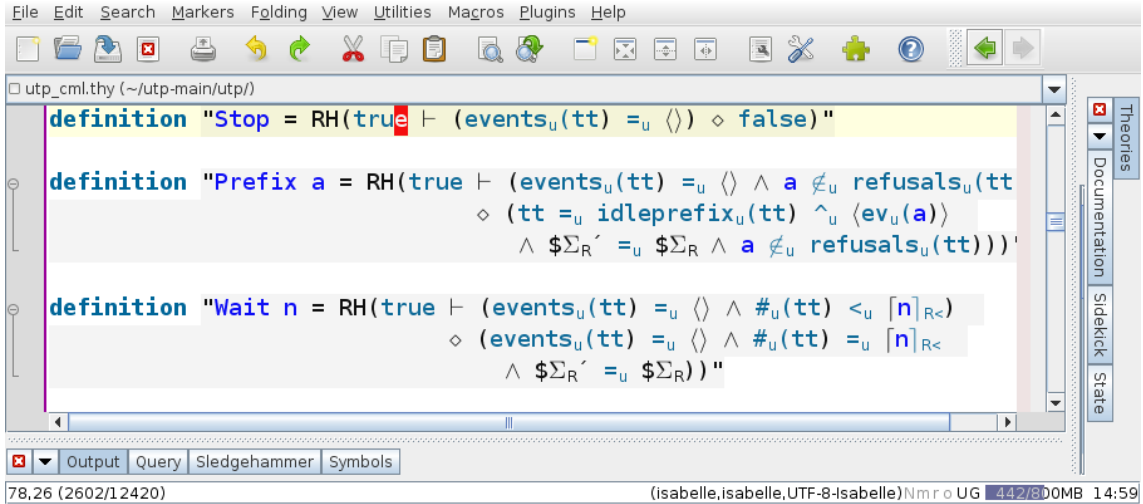 File Edit Search Markers Folding View Utilities Macros Plugins Help
utp_cml.thy (~/utp-main/utp/)
definition "Stop = RH(true ⊢ (eventsᵤ(tt) =ᵤ ⟨⟩) ⋄ false)"
definition "Prefix a = RH(true ⊢ (eventsᵤ(tt) =ᵤ ⟨⟩ ∧ a ∉ᵤ refusalsᵤ(tt
⋄ (tt =ᵤ idleprefixᵤ(tt) ^ᵤ ⟨evᵤ(a)⟩
∧ $Σ_R´ =ᵤ $Σ_R ∧ a ∉ᵤ refusalsᵤ(tt)))"
definition "Wait n = RH(true ⊢ (eventsᵤ(tt) =ᵤ ⟨⟩ ∧ #ᵤ(tt) <ᵤ ⌈n⌉_R<)
⋄ (eventsᵤ(tt) =ᵤ ⟨⟩ ∧ #ᵤ(tt) =ᵤ ⌈n⌉_R<
∧ $Σ_R´ =ᵤ $Σ_R))"
Theories
Documentation
Sidekick
State
Output Query Sledgehammer Symbols
78,26 (2602/12420) (isabelle,isabelle,UTF-8-Isabelle)N m r o UG 442/800MB 14:59